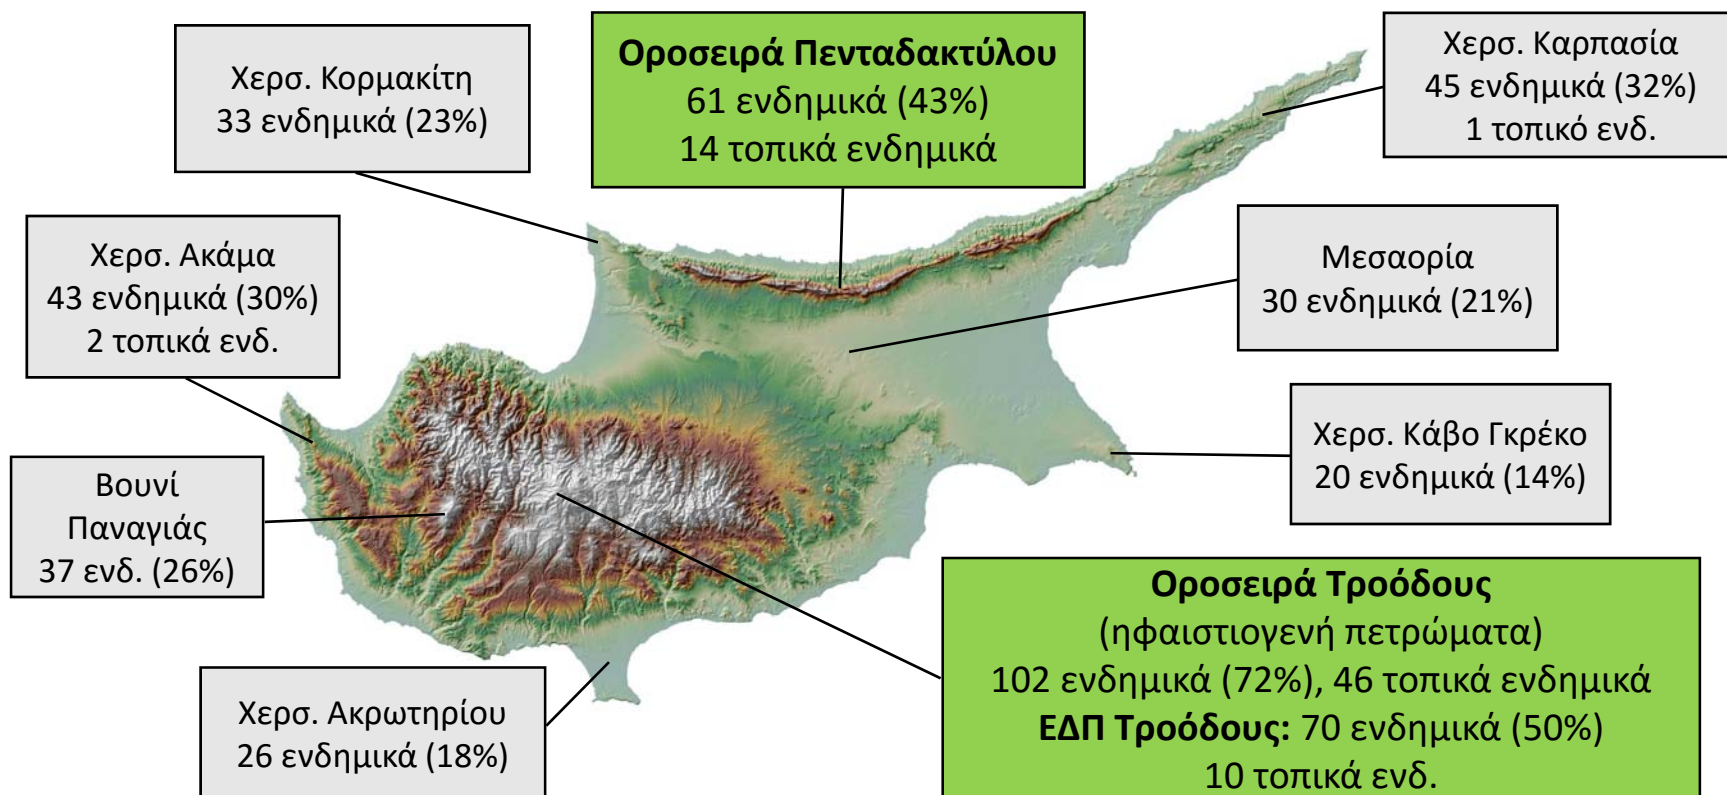 Χερσ. Κορμακίτη
33 ενδημικά (23%)
Οροσειρά Πενταδακτύλου
61 ενδημικά (43%)
14 τοπικά ενδημικά
Χερσ. Καρπασία
45 ενδημικά (32%)
1 τοπικό ενδ.
Χερσ. Ακάμα
43 ενδημικά (30%)
2 τοπικά ενδ.
Μεσαορία
30 ενδημικά (21%)
Βουνί
Παναγιάς
37 ενδ. (26%)
Χερσ. Κάβο Γκρέκο
20 ενδημικά (14%)
Χερσ. Ακρωτηρίου
26 ενδημικά (18%)
Οροσειρά Τροόδους
(ηφαιστιογενή πετρώματα)
102 ενδημικά (72%), 46 τοπικά ενδημικά
ΕΔΠ Τροόδους: 70 ενδημικά (50%)
10 τοπικά ενδ.